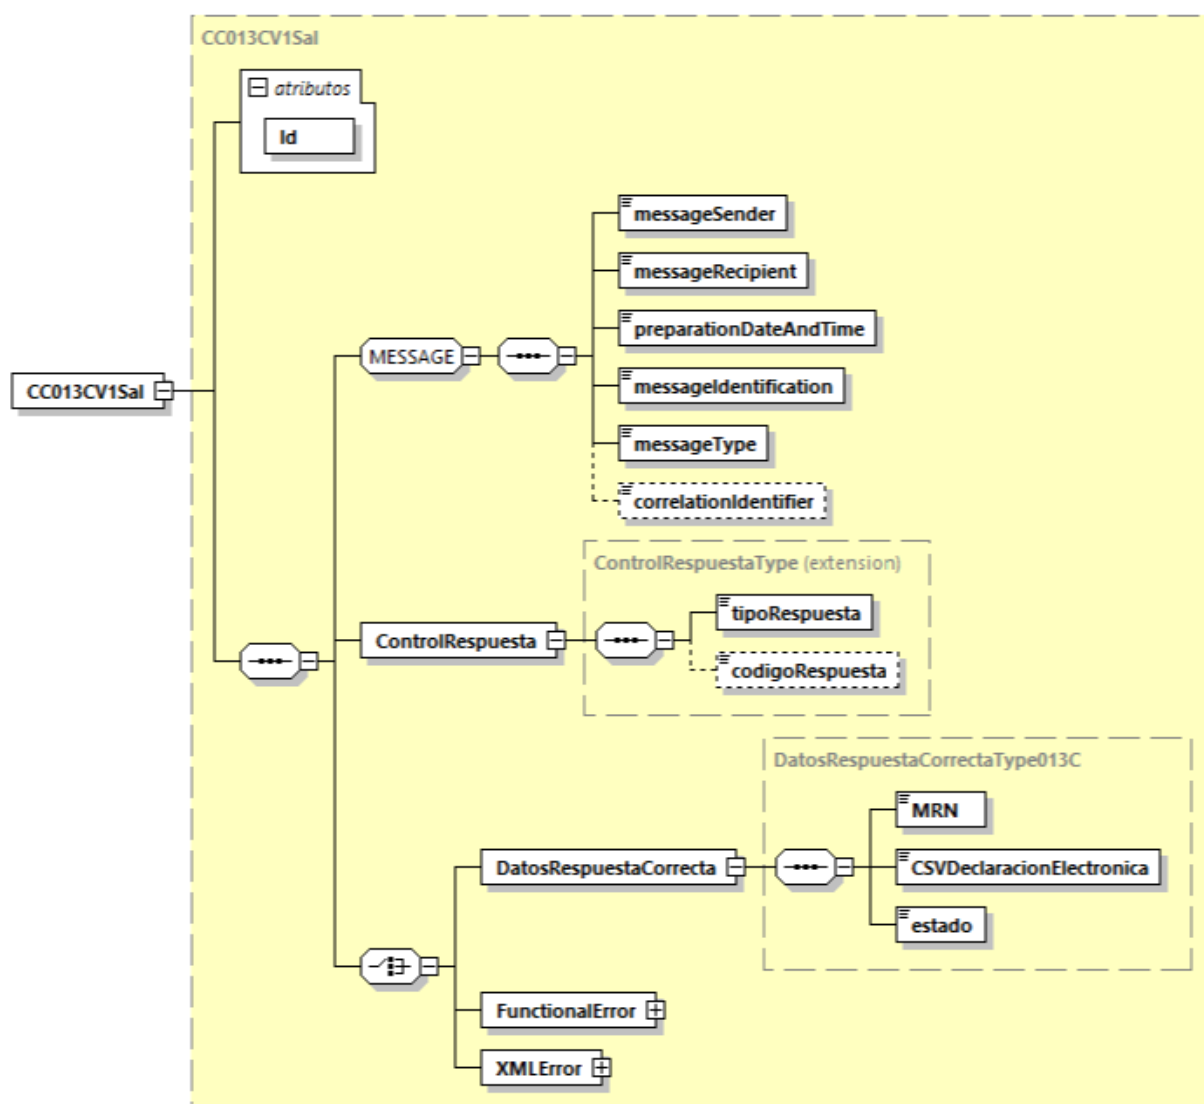 CC013CV1Sal
atributos
Id
messageSender
messageRecipient
preparationDateAndTime
MESSAGE
messageIdentification
CC013CV1Sal
messageType
correlationIdentifier
ControlRespuestaType (extension)
tipoRespuesta
ControlRespuesta
codigoRespuesta
DatosRespuestaCorrectaType013C
MRN
DatosRespuestaCorrecta
CSVDeclaracionElectronica
estado
FunctionalError
XMLError